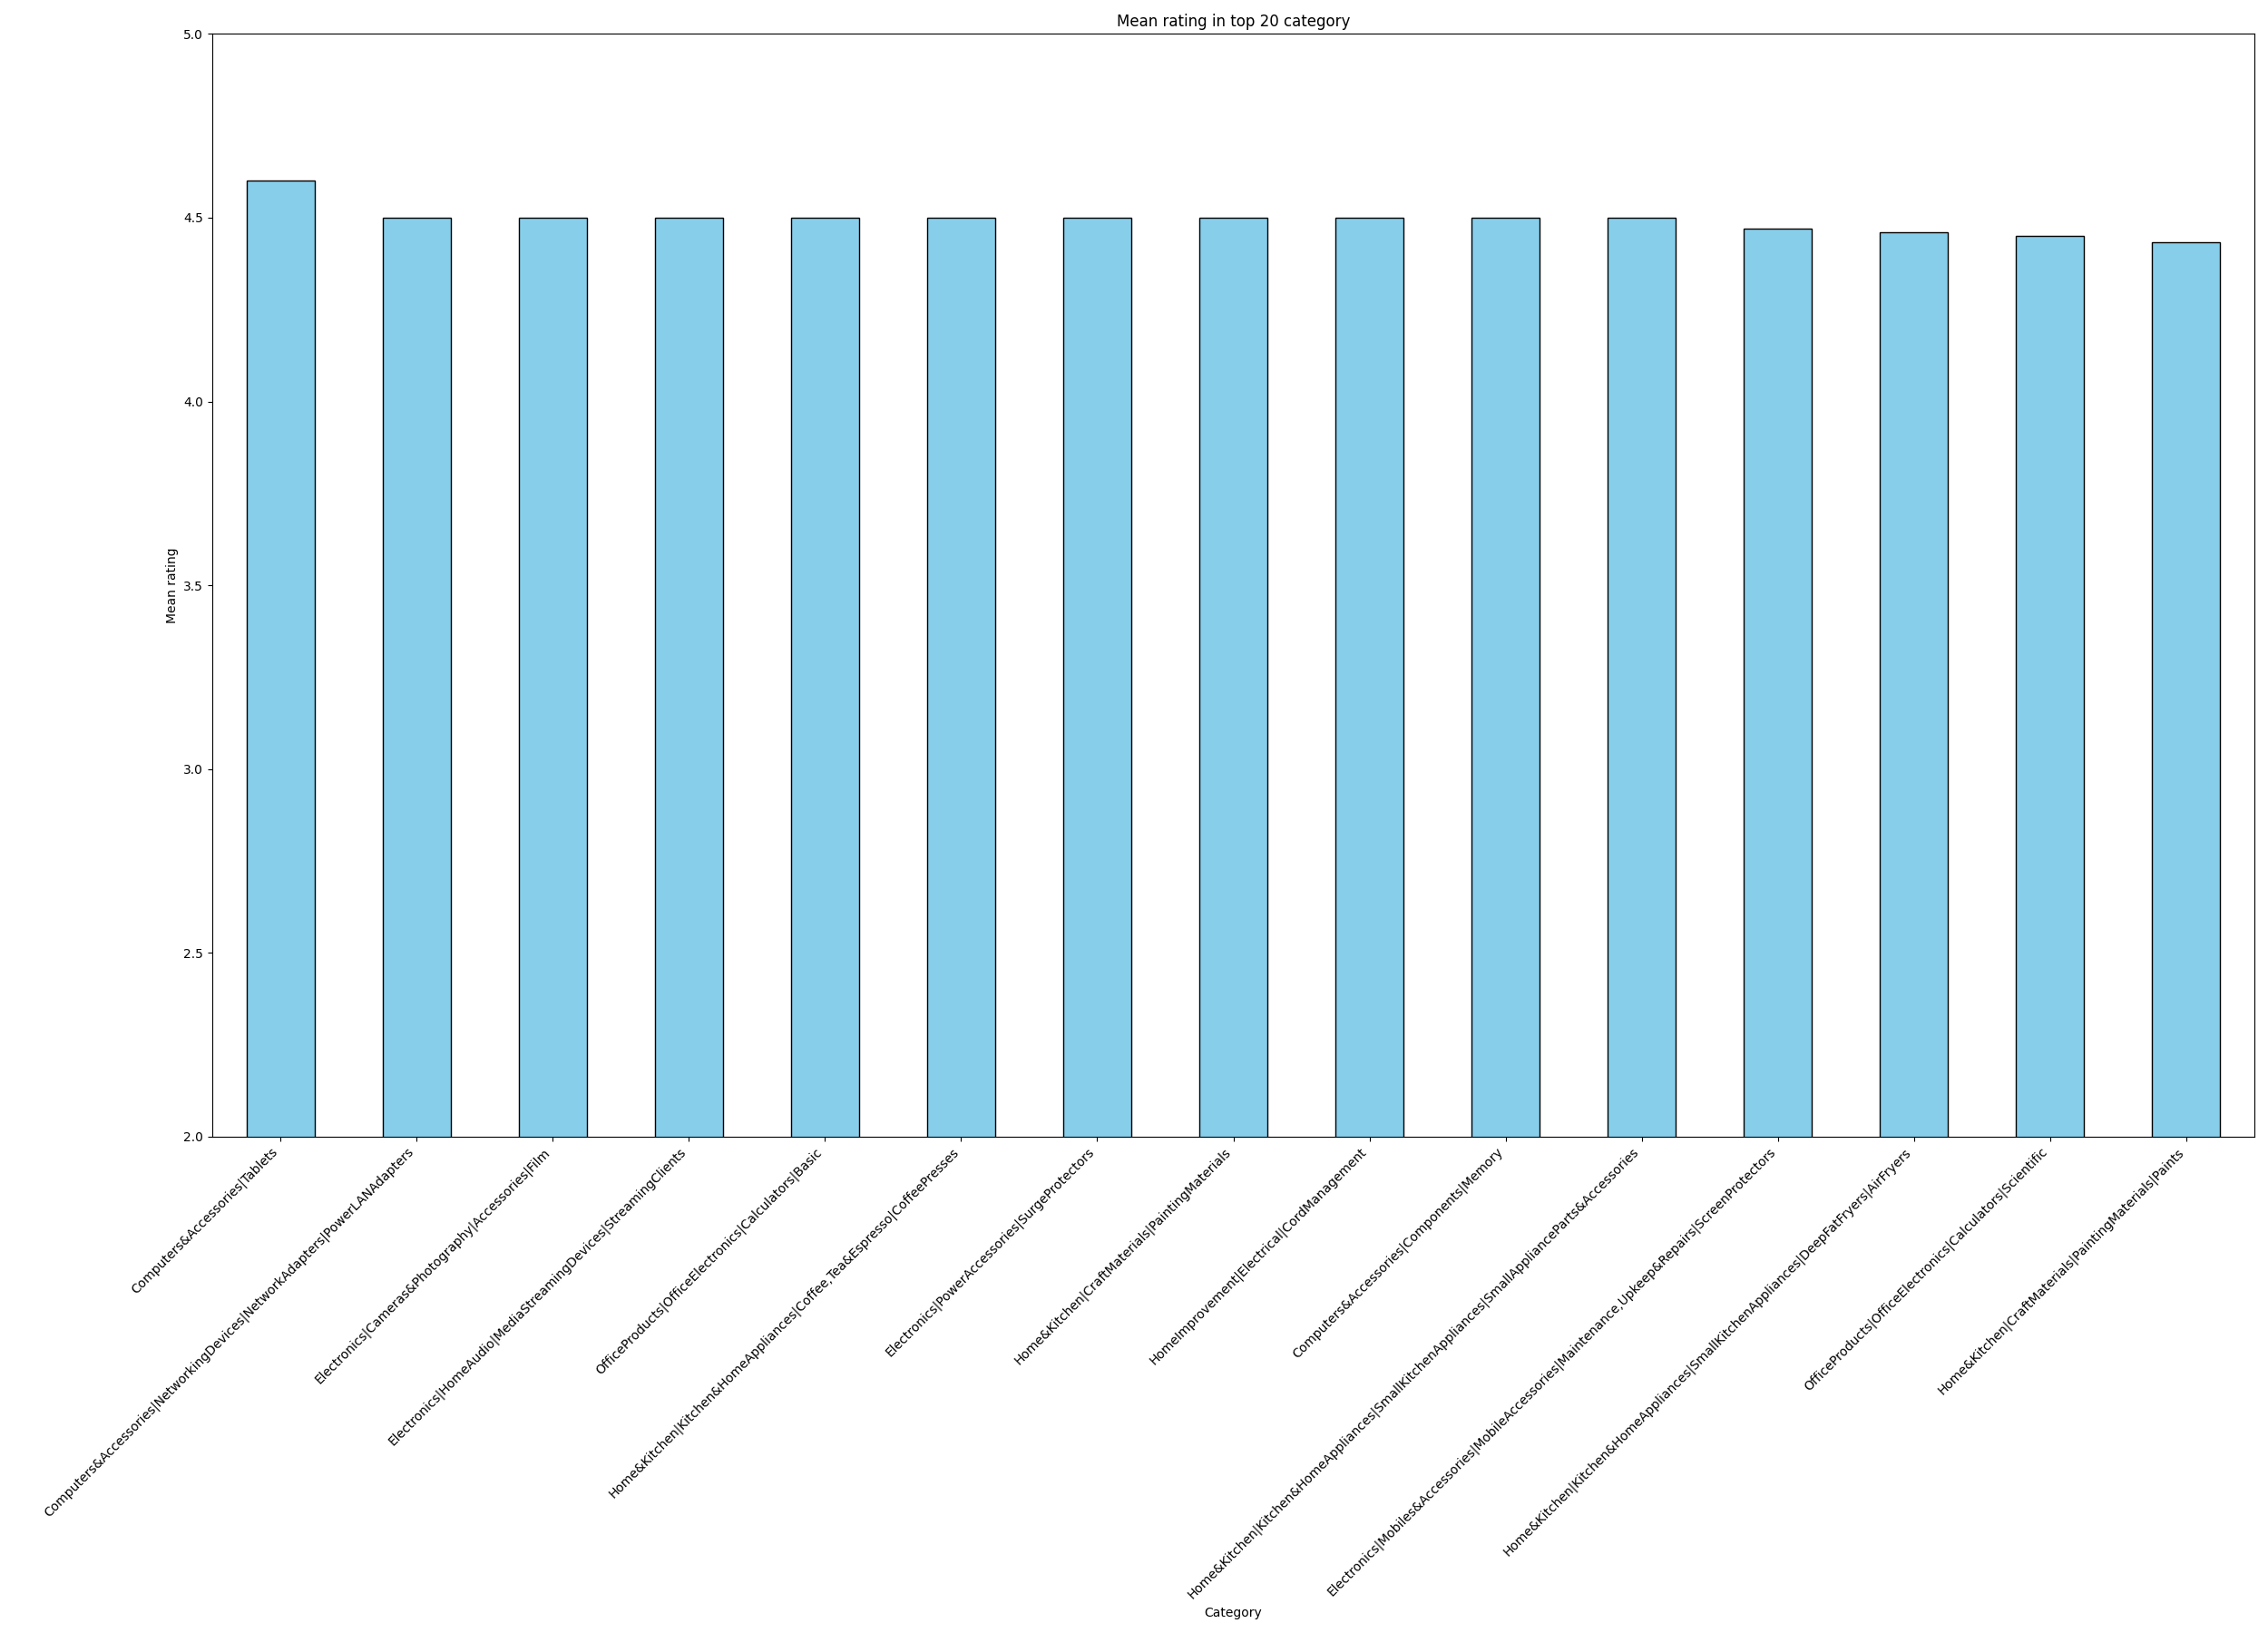 Mean rating in top 20 category
5.0
4.5
4.0
3.5
3.0
2.5
2.0
Mean rating
Computers&Accessories|Tablets
Computers&Accessories|NetworkingDevices|NetworkAdapters|PowerLANAdapters
Electronics|Cameras&Photography|Accessories|Film
Electronics|HomeAudio|MediaStreamingDevices|StreamingClients
OfficeProducts|OfficeElectronics|Calculators|Basic
Home&Kitchen|Kitchen&HomeAppliances|Coffee,Tea&Espresso|CoffeePresses
Electronics|PowerAccessories|SurgeProtectors
Home&Kitchen|CraftMaterials|PaintingMaterials
HomeImprovement|Electrical|CordManagement
Computers&Accessories|Components|Memory
Home&Kitchen|Kitchen&HomeAppliances|SmallKitchenAppliances|SmallApplianceParts&Accessories
Electronics|Mobiles&Accessories|MobileAccessories|Maintenance,Upkeep&Repairs|ScreenProtectors
Home&Kitchen|Kitchen&HomeAppliances|SmallKitchenAppliances|DeepFatFryers|AirFryers
OfficeProducts|OfficeElectronics|Calculators|Scientific
Home&Kitchen|CraftMaterials|PaintingMaterials|Paints
Category